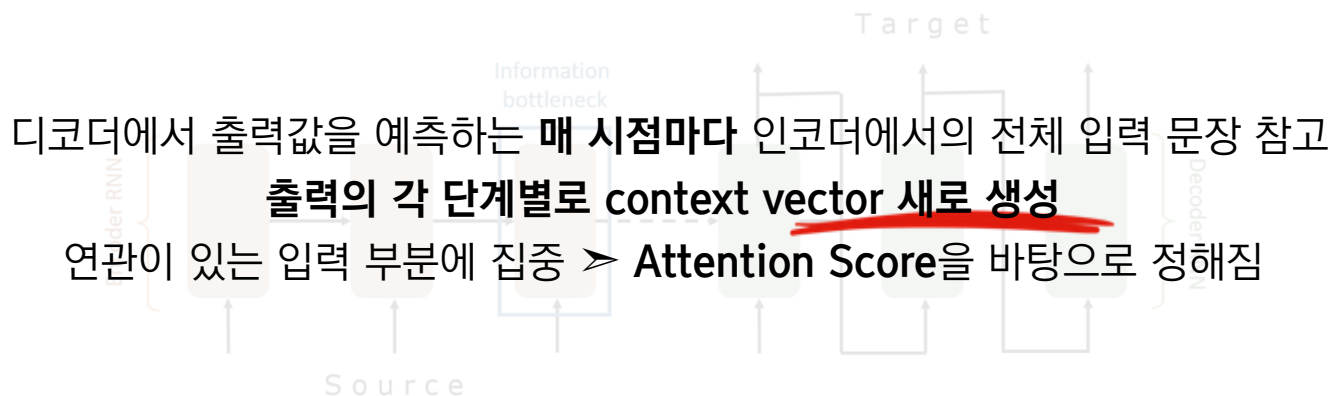 Target
Information
bottleneck
디코더에서 출력값을 예측하는 매 시점마다 인코더에서의 전체 입력 문장 참고
출력의 각 단계별로 context vector 새로 생성
연관이 있는 입력 부분에 집중 ➣ Attention Score을 바탕으로 정해짐
Encoder RNN
Decoder RNN
Source